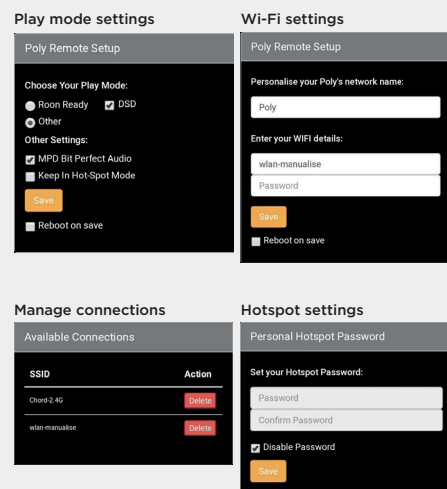 Play mode settings
Poly Remote Setup
Choose Your Play Mode:
Roon Ready DSD
Other
Other Settings:
MPD Bit Perfect Audio
Keep In Hot-Spot Mode
Save
Reboot on save
Wi-Fi settings
Poly Remote Setup
Personalise your Poly's network name:
Poly
Enter your WIFI details:
wlan-manualise
Password
Save
Reboot on save
Manage connections
Available Connections
SSID Action
Chord-2.4G Delete
wlan-manualise Delete
Hotspot settings
Personal Hotspot Password
Set your Hotspot Password:
Password
Confirm Password
Disable Password
Save